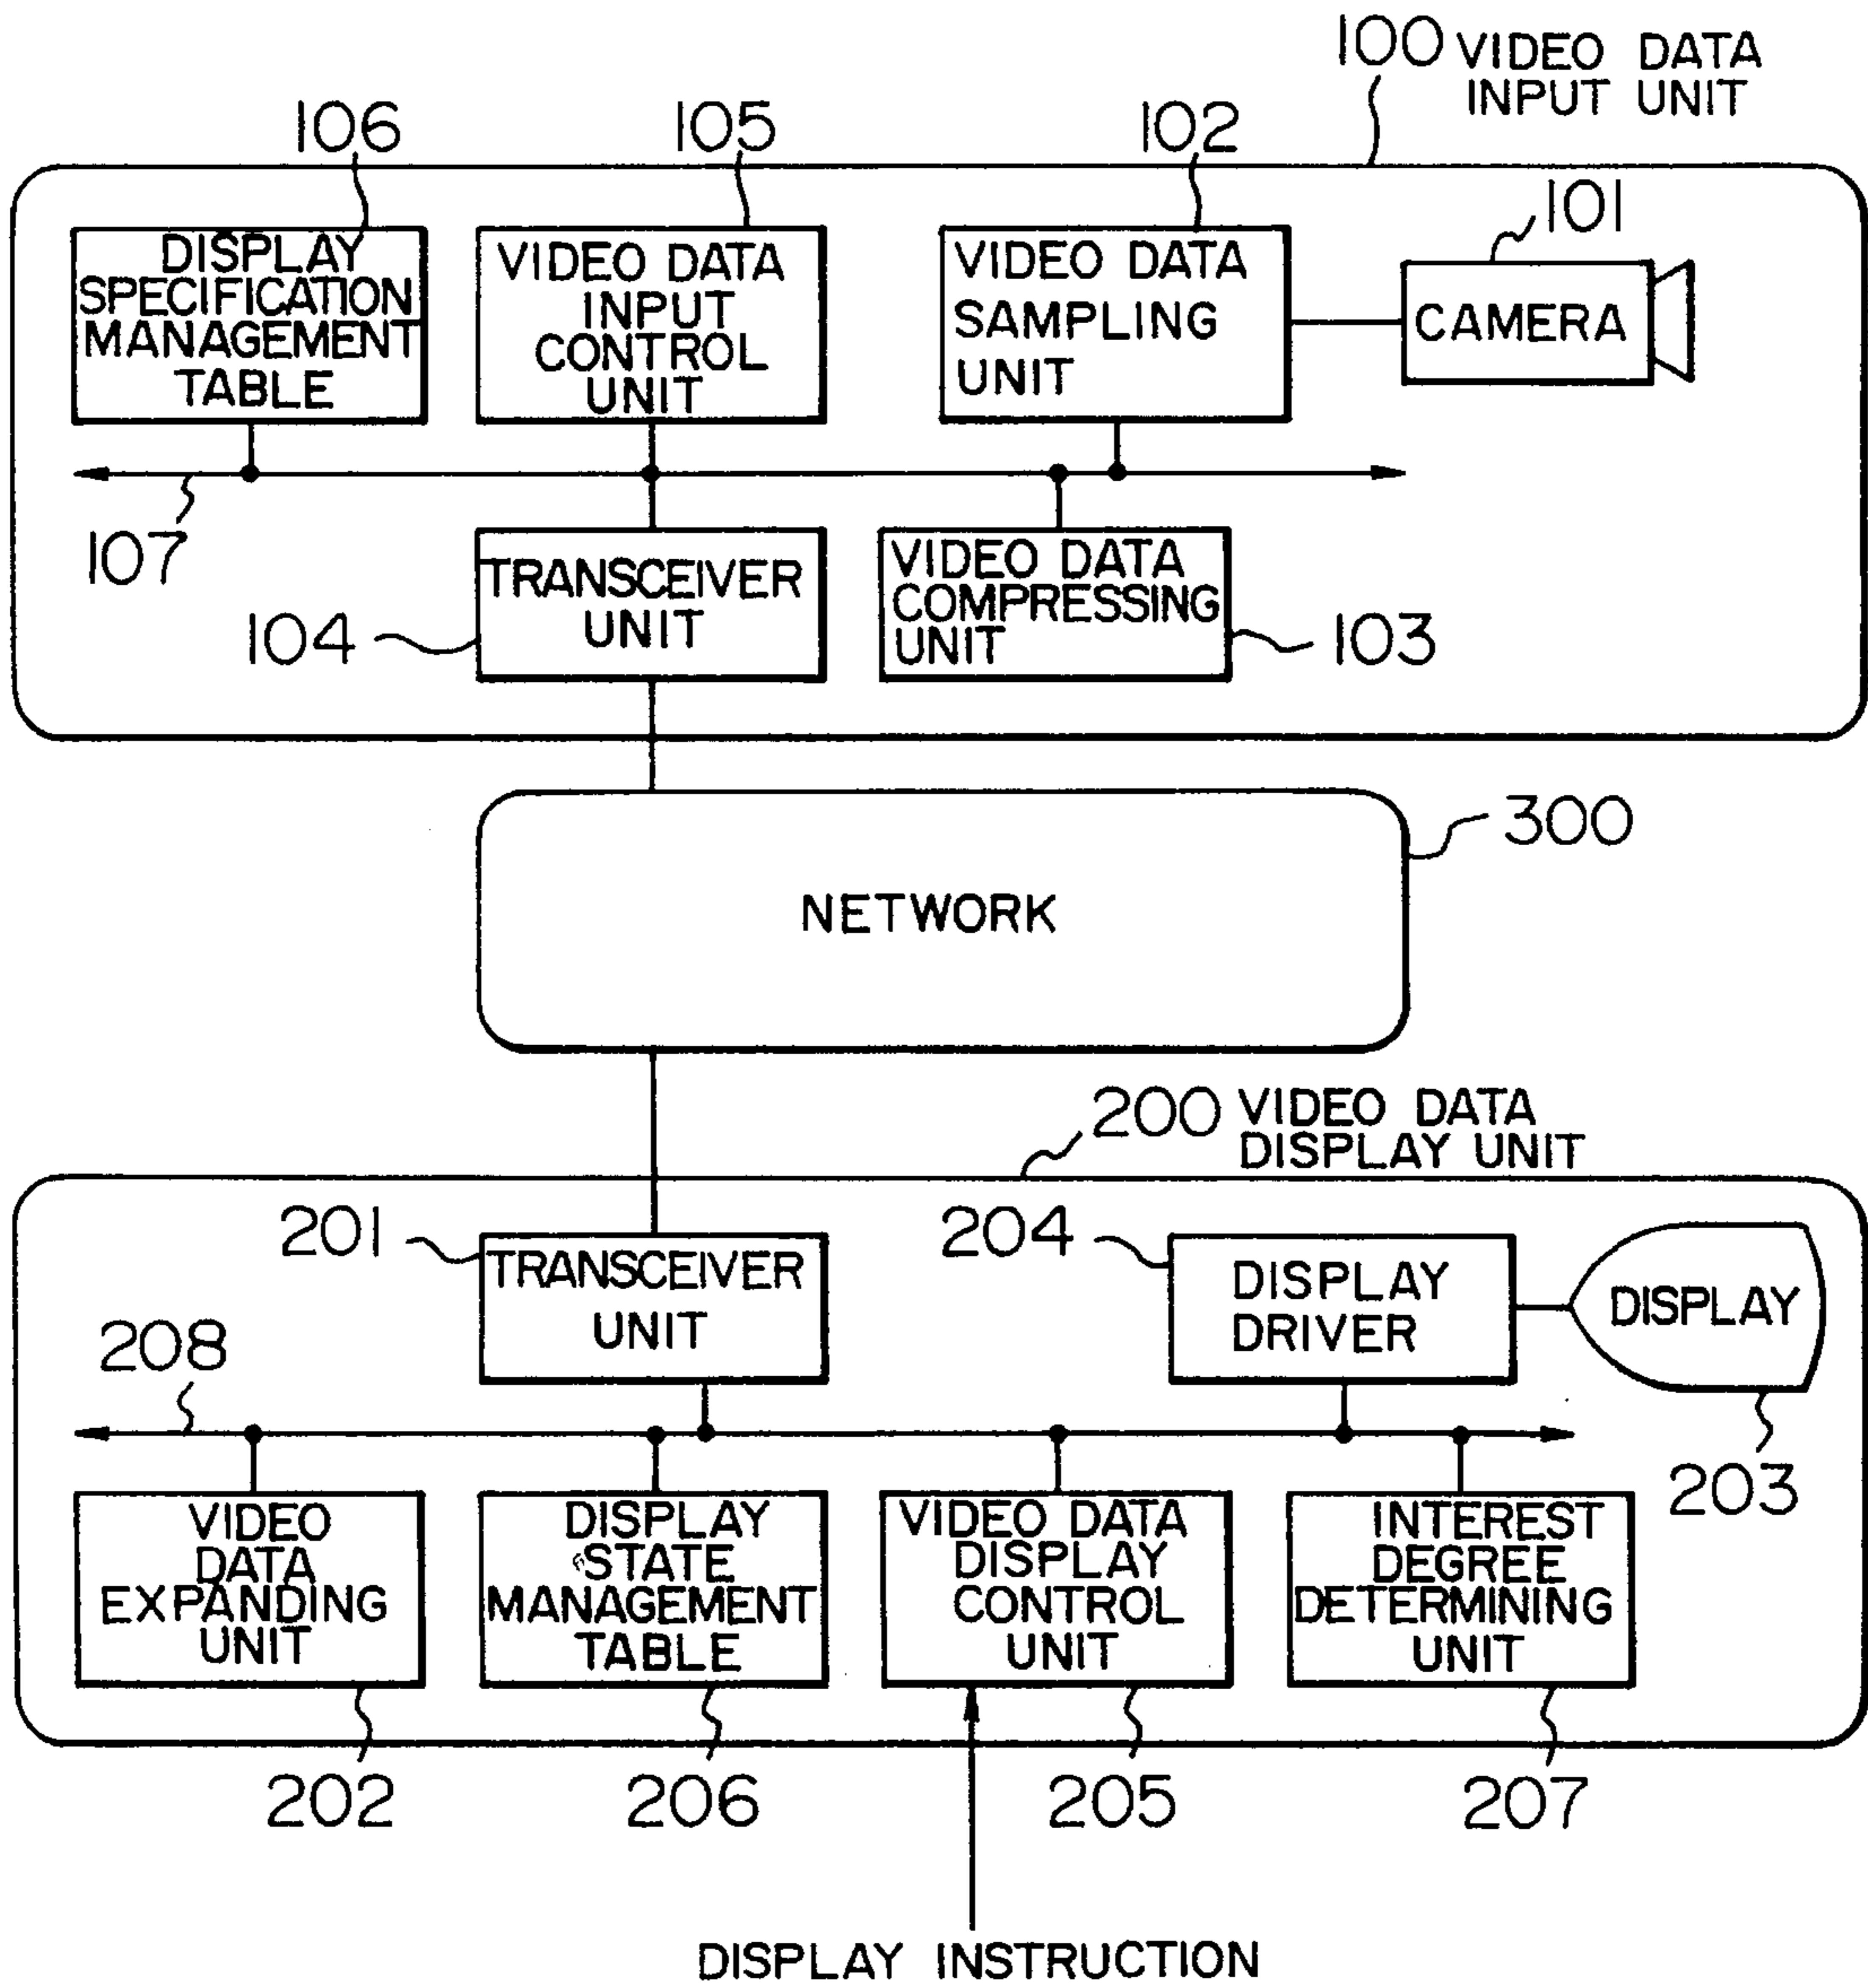 100 VIDEO DATA
INPUT UNIT
106
105
102
101
DISPLAY
SPECIFICATION
MANAGEMENT
TABLE
VIDEO DATA
INPUT
CONTROL
UNIT
VIDEO DATA
SAMPLING
UNIT
CAMERA
107
TRANSCEIVER
UNIT
104
VIDEO DATA
COMPRESSING
UNIT
103
300
NETWORK
200 VIDEO DATA
DISPLAY UNIT
201
TRANSCEIVER
UNIT
204
DISPLAY
DRIVER
DISPLAY
208
203
VIDEO
DATA
EXPANDING
UNIT
DISPLAY
STATE
MANAGEMENT
TABLE
VIDEO DATA
DISPLAY
CONTROL
UNIT
INTEREST
DEGREE
DETERMINING
UNIT
202
206
205
207
DISPLAY INSTRUCTION